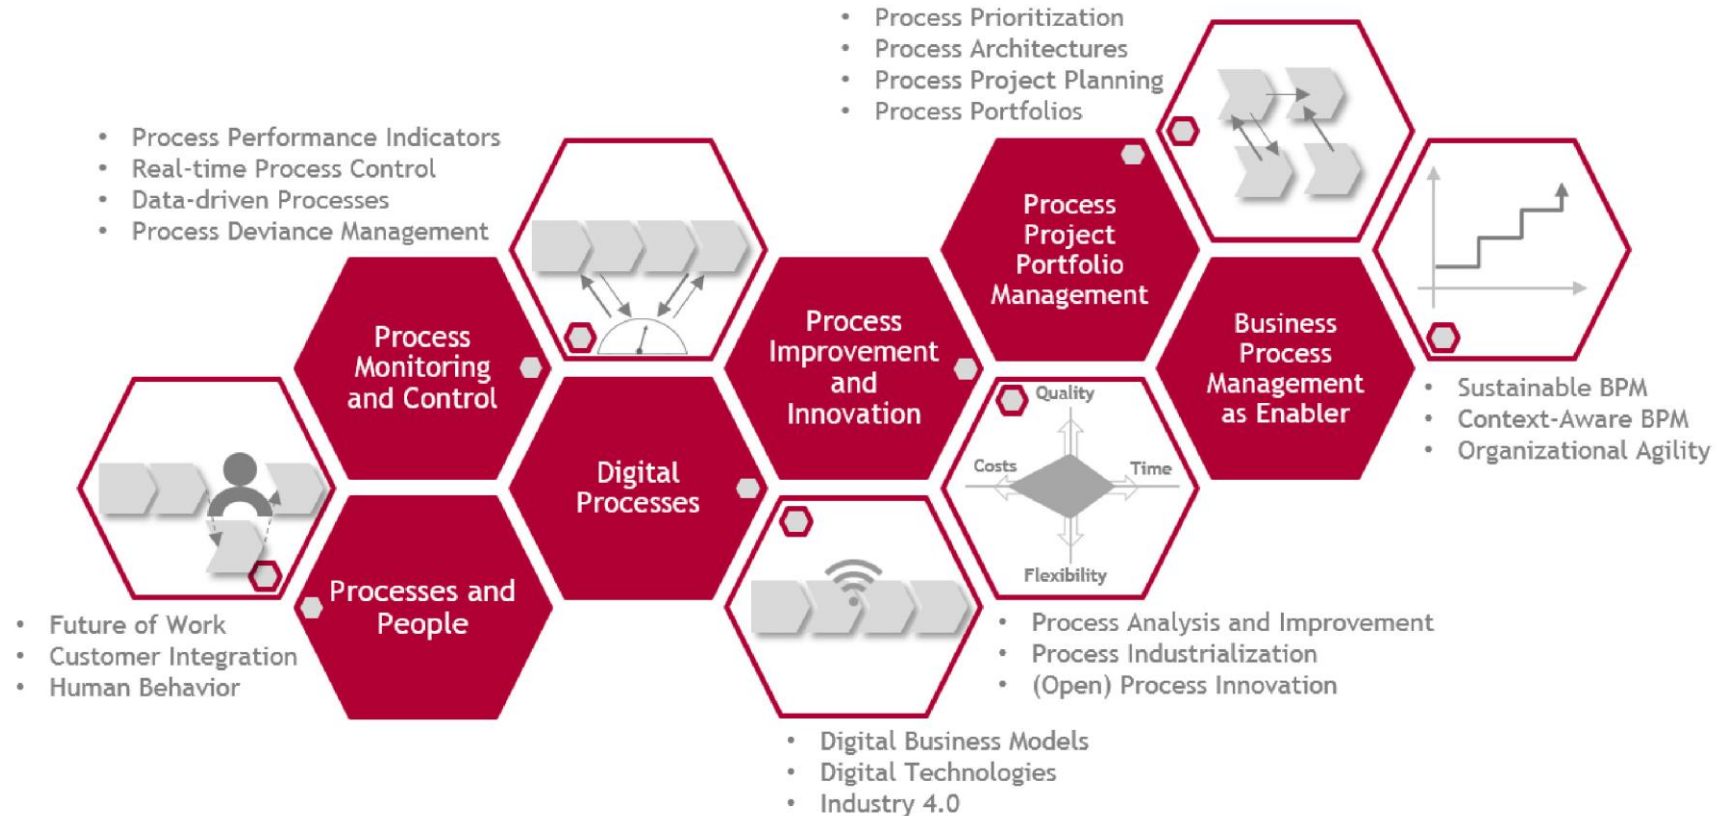 • Process Prioritization
• Process Architectures
• Process Project Planning
• Process Portfolios
• Process Performance Indicators
• Real-time Process Control
• Data-driven Processes
• Process Deviance Management
Process
Project
Portfolio
Management
Process
Monitoring
and Control
Process
Improvement
and
Innovation
Business
Process
Management
as Enabler
• Sustainable BPM
• Context-Aware BPM
• Organizational Agility
Quality
Costs
Time
Flexibility
Digital
Processes
Processes and
People
• Future of Work
• Customer Integration
• Human Behavior
• Process Analysis and Improvement
• Process Industrialization
• (Open) Process Innovation
• Digital Business Models
• Digital Technologies
• Industry 4.0